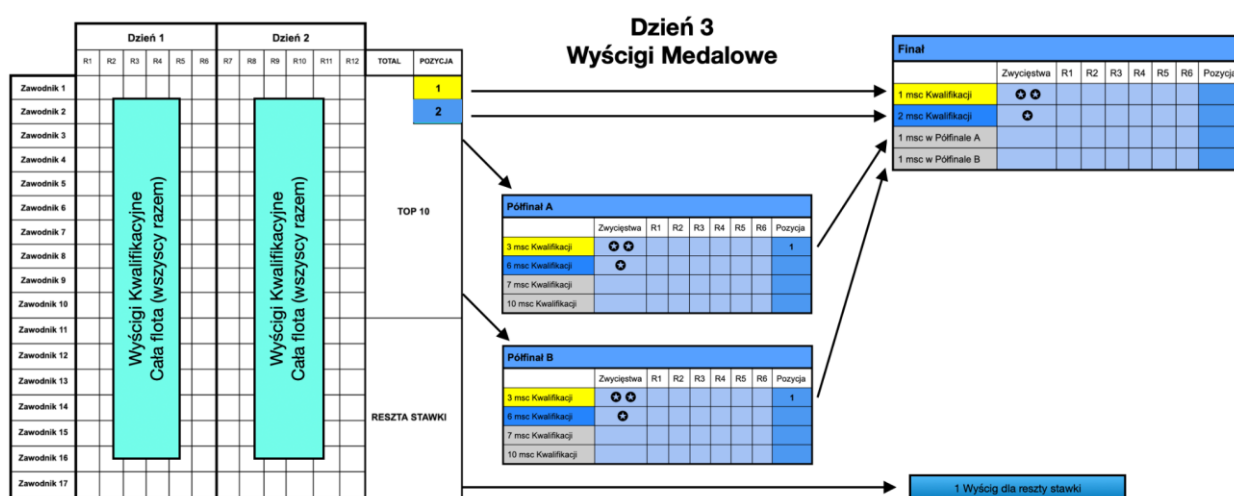 Dzień 3
Wyścigi Medalowe
Dzień 1 Dzień 2
R1 R2 R3 R4 R5 R6 R7 R8 R9 R10 R11 R12 TOTAL POZYCJA
Zawodnik 1 1
Zawodnik 2 2
Zawodnik 3
Zawodnik 4
Zawodnik 5
Zawodnik 6
Zawodnik 7
Zawodnik 8
Zawodnik 9
Zawodnik 10
Zawodnik 11
Zawodnik 12
Zawodnik 13
Zawodnik 14
Zawodnik 15
Zawodnik 16
Zawodnik 17
Wyścigi Kwalifikacyjne
Cała flota (wszyscy razem)
Wyścigi Kwalifikacyjne
Cała flota (wszyscy razem)
TOP 10
RESZTA STAWKI
Półfinał A
Zwycięstwa R1 R2 R3 R4 R5 R6 Pozycja
3 msc Kwalifikacji 1
6 msc Kwalifikacji
7 msc Kwalifikacji
10 msc Kwalifikacji
Półfinał B
Zwycięstwa R1 R2 R3 R4 R5 R6 Pozycja
3 msc Kwalifikacji 1
6 msc Kwalifikacji
7 msc Kwalifikacji
10 msc Kwalifikacji
Finał
Zwycięstwa R1 R2 R3 R4 R5 R6 Pozycja
1 msc Kwalifikacji
2 msc Kwalifikacji
1 msc w Półfinale A
1 msc w Półfinale B
1 Wyścig dla reszty stawki